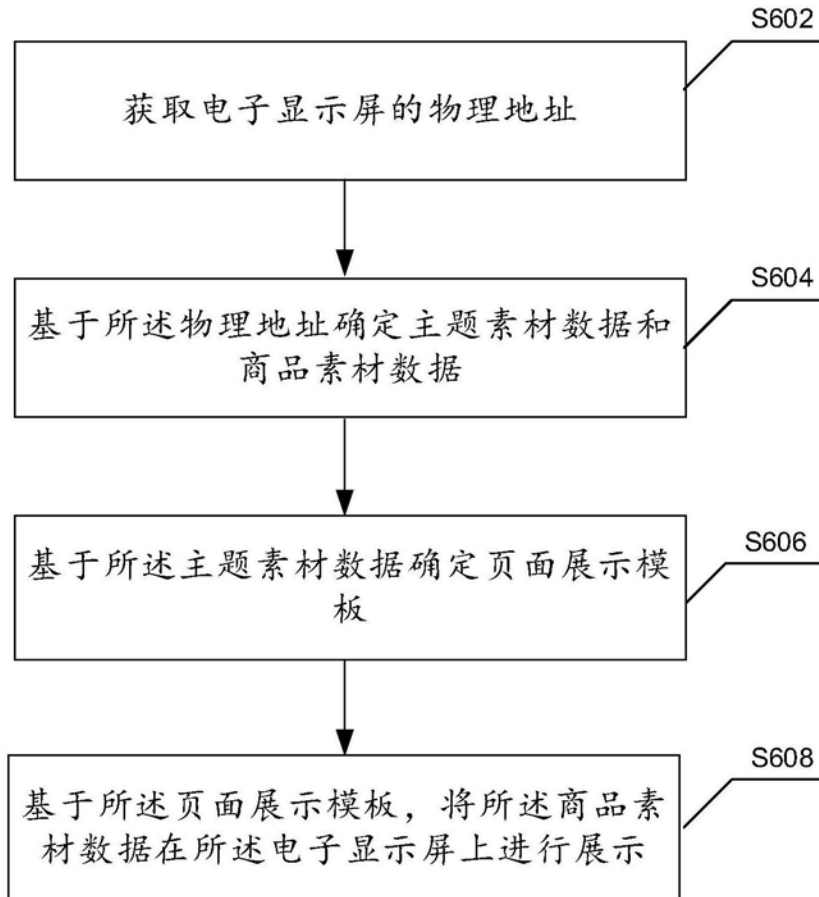 S602
获取电子显示屏的物理地址
S604
基于所述物理地址确定主题素材数据和
商品素材数据
S606
基于所述主题素材数据确定页面展示模
板
S608
基于所述页面展示模板，将所述商品素
材数据在所述电子显示屏上进行展示